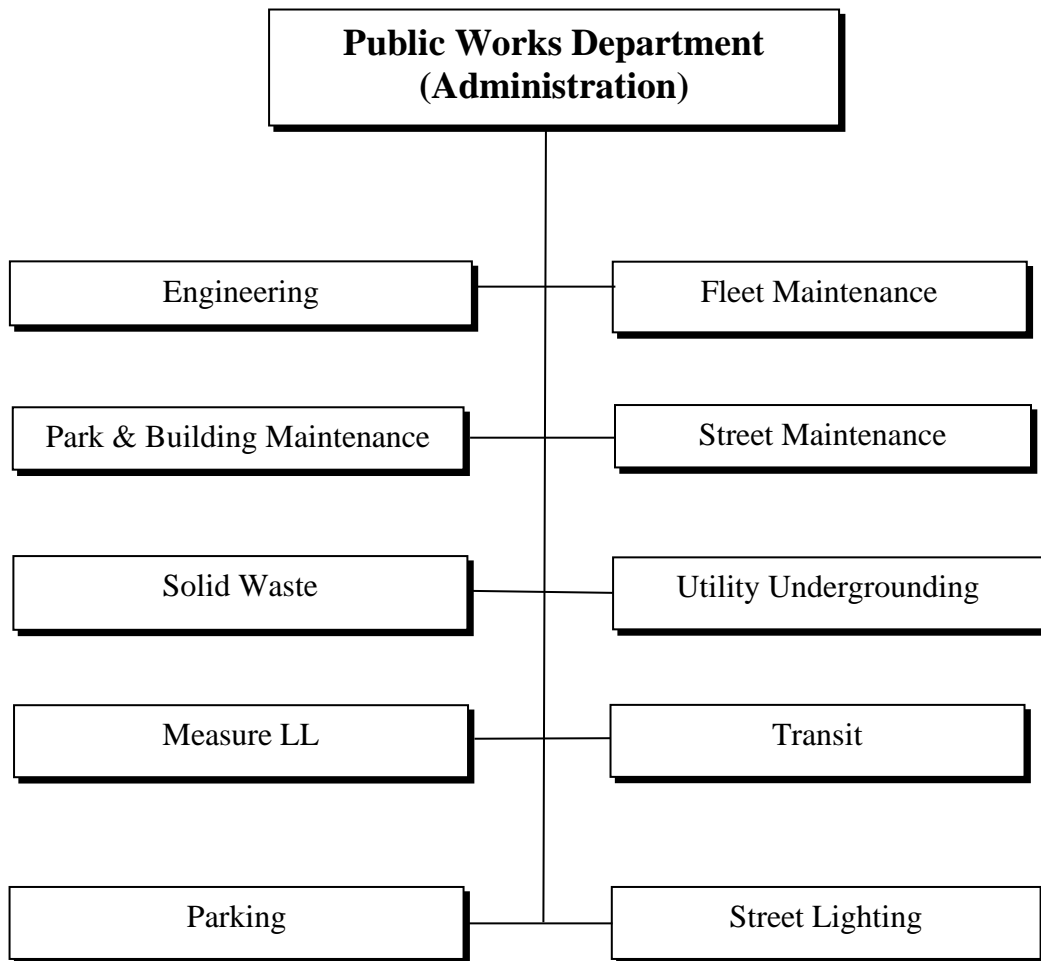 Public Works Department
(Administration)
Engineering
Fleet Maintenance
Park & Building Maintenance
Street Maintenance
Solid Waste
Utility Undergrounding
Measure LL
Transit
Parking
Street Lighting